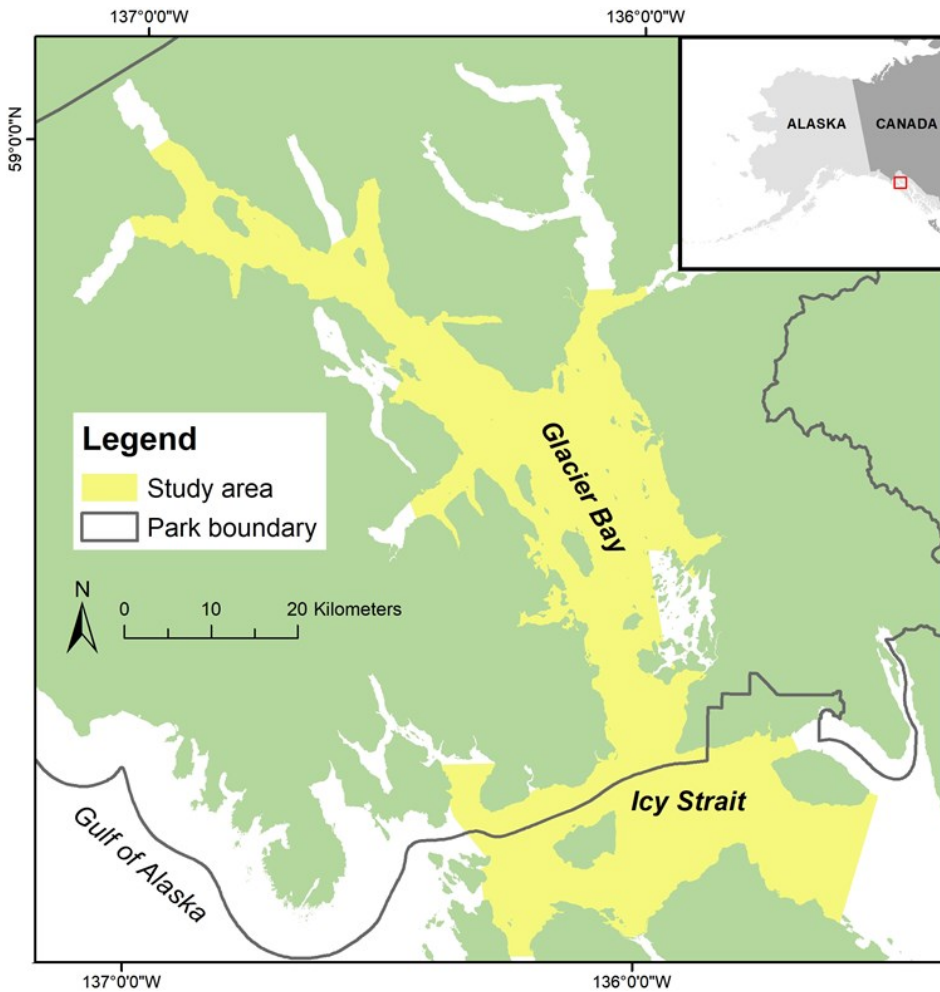 137°0'0"W
136°0'0"W
59°0'0"N
ALASKA
CANADA
Glacier Bay
Legend
Study area
Park boundary
N
0 10 20 Kilometers
Icy Strait
Gulf of Alaska
137°0'0"W
136°0'0"W